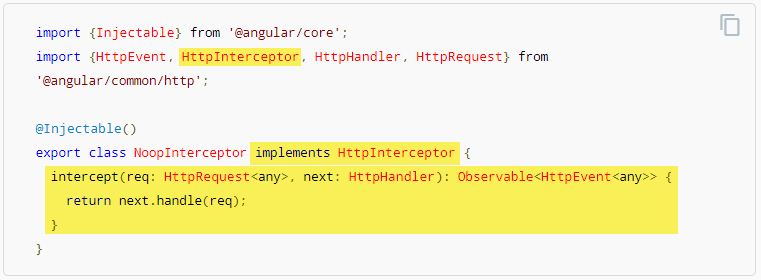 import {Injectable} from '@angular/core';
import {HttpEvent, HttpInterceptor, HttpHandler, HttpRequest} from
'@angular/common/http';
@Injectable()
export class NoopInterceptor implements HttpInterceptor {
intercept(req: HttpRequest<any>, next: HttpHandler): Observable<HttpEvent<any>> {
return next.handle(req);
}
}